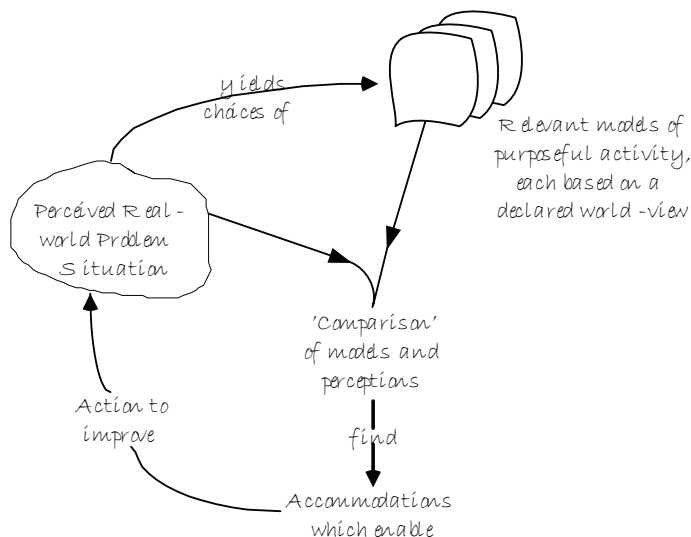 yields
choices of
Relevant models of
purposeful activity,
each based on a
declared world-view
Perceived Real-
world Problem
Situation
'Comparison'
of models and
perceptions
Action to
improve
find
Accommodations
which enable